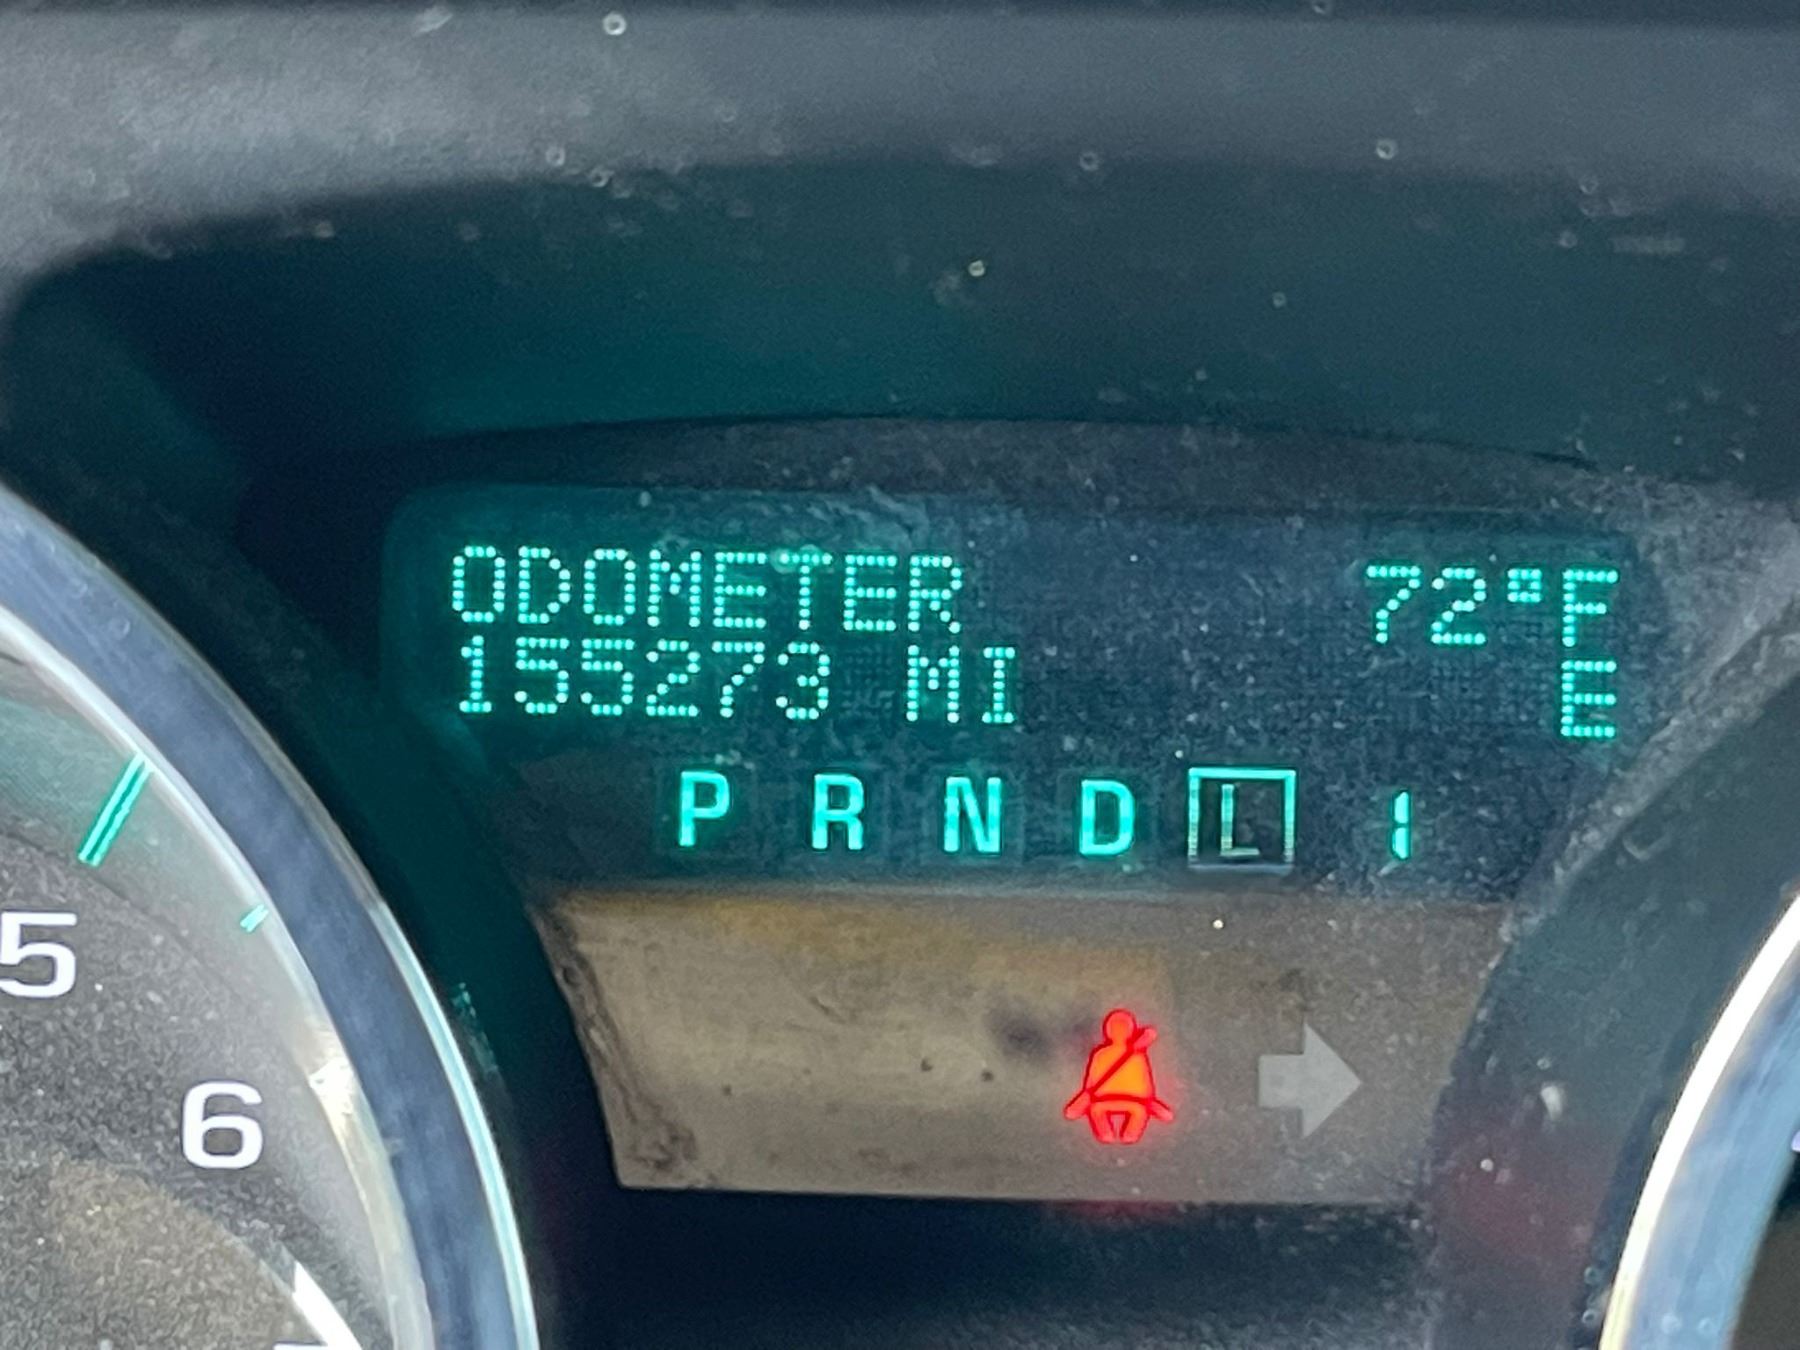 ODOMETER 72°F
155273 MI E
P R N D L 1
5
6